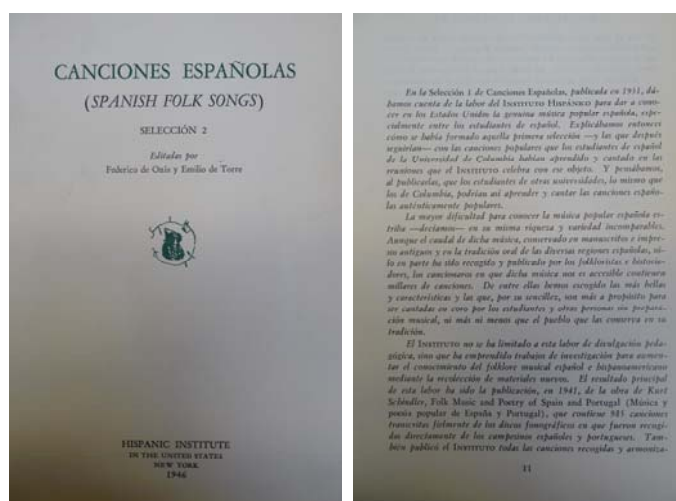 CANCIONES ESPAÑOLAS
(SPANISH FOLK SONGS)
SELECCIÓN 2
Editadas por
Federico de Onís y Emilio de Torre
HISPANIC INSTITUTE
IN THE UNITED STATES
NEW YORK
1946
En la Selección 1 de Canciones Españolas, publicada en 1931, dá-
bamos cuenta de la labor del INSTITUTO HISPÁNICO para dar a cono-
cer en los Estados Unidos la genuina música popular española, espe-
cialmente entre los estudiantes de español. Explicábamos entonces
cómo se había formado aquella primera selección —y las que después
seguirían— con las canciones populares que los estudiantes de español
de la Universidad de Columbia habían aprendido y cantado en las
reuniones que el INSTITUTO celebra con ese objeto. Y pensábamos,
al publicarlas, que los estudiantes de otras universidades, lo mismo que
los de Columbia, podrían así aprender y cantar las canciones españo-
las auténticamente populares.
La mayor dificultad para conocer la música popular española es-
triba —decíamos— en su misma riqueza y variedad incomparables.
Aunque el caudal de dicha música, conservado en manuscritos e impre-
sos antiguos y en la tradición oral de las diversas regiones españolas, só-
lo en parte ha sido recogido y publicado por los folkloristas e historia-
dores, los cancioneros en que dicha música nos es accesible contienen
millares de canciones. De entre ellas hemos escogido las más bellas
y características y las que, por su sencillez, son más a propósito para
ser cantadas en coro por los estudiantes y otras personas sin prepara-
ción musical, ni más ni menos que el pueblo que las conserva en su
tradición.
El INSTITUTO no se ha limitado a esta labor de divulgación peda-
gógica, sino que ha emprendido trabajos de investigación para aumen-
tar el conocimiento del folklore musical español e hispanoamericano
mediante la recolección de materiales nuevos. El resultado principal
de esta labor ha sido la publicación, en 1941, de la obra de Kurt
Schindler, Folk Music and Poetry of Spain and Portugal (Música y
poesía popular de España y Portugal), que contiene 985 canciones
transcritas fielmente de los discos fonográficos en que fueron recogi-
das directamente de los campesinos españoles y portugueses. Tam-
bién publicó el INSTITUTO todas las canciones recogidas y armoniza-